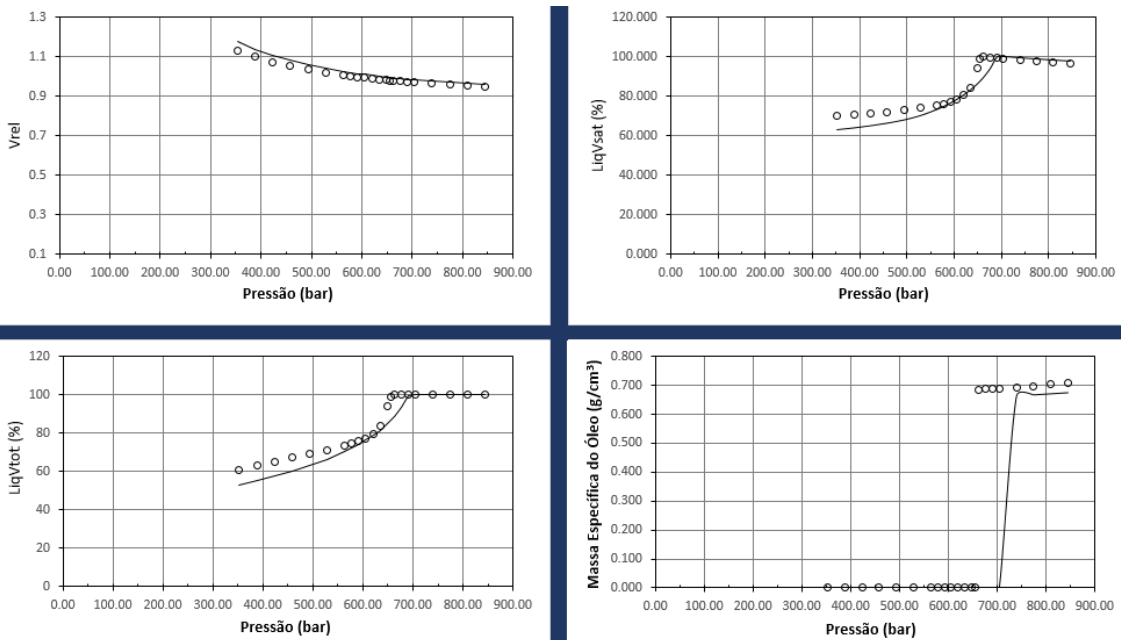 1.3
1.1
0.9
0.7
0.5
0.3
0.1
Vrel
0.00 100.00 200.00 300.00 400.00 500.00 600.00 700.00 800.00 900.00
Pressão (bar)
120.000
100.000
80.000
60.000
40.000
20.000
0.000
LiqVsat (%)
0.00 100.00 200.00 300.00 400.00 500.00 600.00 700.00 800.00 900.00
Pressão (bar)
120
100
80
60
40
20
0
LiqVtot (%)
0.00 100.00 200.00 300.00 400.00 500.00 600.00 700.00 800.00 900.00
Pressão (bar)
0.800
0.700
0.600
0.500
0.400
0.300
0.200
0.100
0.000
Massa Específica do Óleo (g/cm³)
0.00 100.00 200.00 300.00 400.00 500.00 600.00 700.00 800.00 900.00
Pressão (bar)